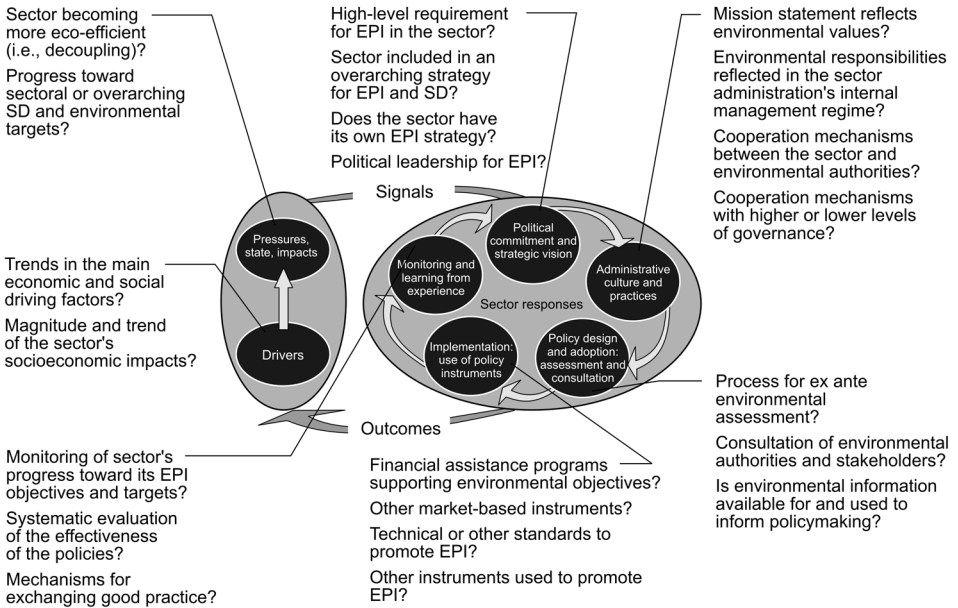 Sector becoming
more eco-efficient
(i.e., decoupling)?
Progress toward
sectoral or overarching
SD and environmental
targets?
High-level requirement
for EPI in the sector?
Sector included in an
overarching strategy
for EPI and SD?
Does the sector have
its own EPI strategy?
Political leadership for EPI?
Mission statement reflects
environmental values?
Environmental responsibilities
reflected in the sector
administration's internal
management regime?
Cooperation mechanisms
between the sector and
environmental authorities?
Cooperation mechanisms
with higher or lower levels
of governance?
Signals
Pressures,
state, impacts
Drivers
Political
commitment and
strategic vision
Monitoring and
learning from
experience
Administrative
culture and
practices
Sector responses
Implementation:
use of policy
instruments
Policy design
and adoption:
assessment and
consultation
Outcomes
Trends in the main
economic and social
driving factors?
Magnitude and trend
of the sector's
socioeconomic impacts?
Monitoring of sector's
progress toward its EPI
objectives and targets?
Systematic evaluation
of the effectiveness
of the policies?
Mechanisms for
exchanging good practice?
Financial assistance programs
supporting environmental objectives?
Other market-based instruments?
Technical or other standards to
promote EPI?
Other instruments used to promote
EPI?
Process for ex ante
environmental
assessment?
Consultation of environmental
authorities and stakeholders?
Is environmental information
available for and used to
inform policymaking?